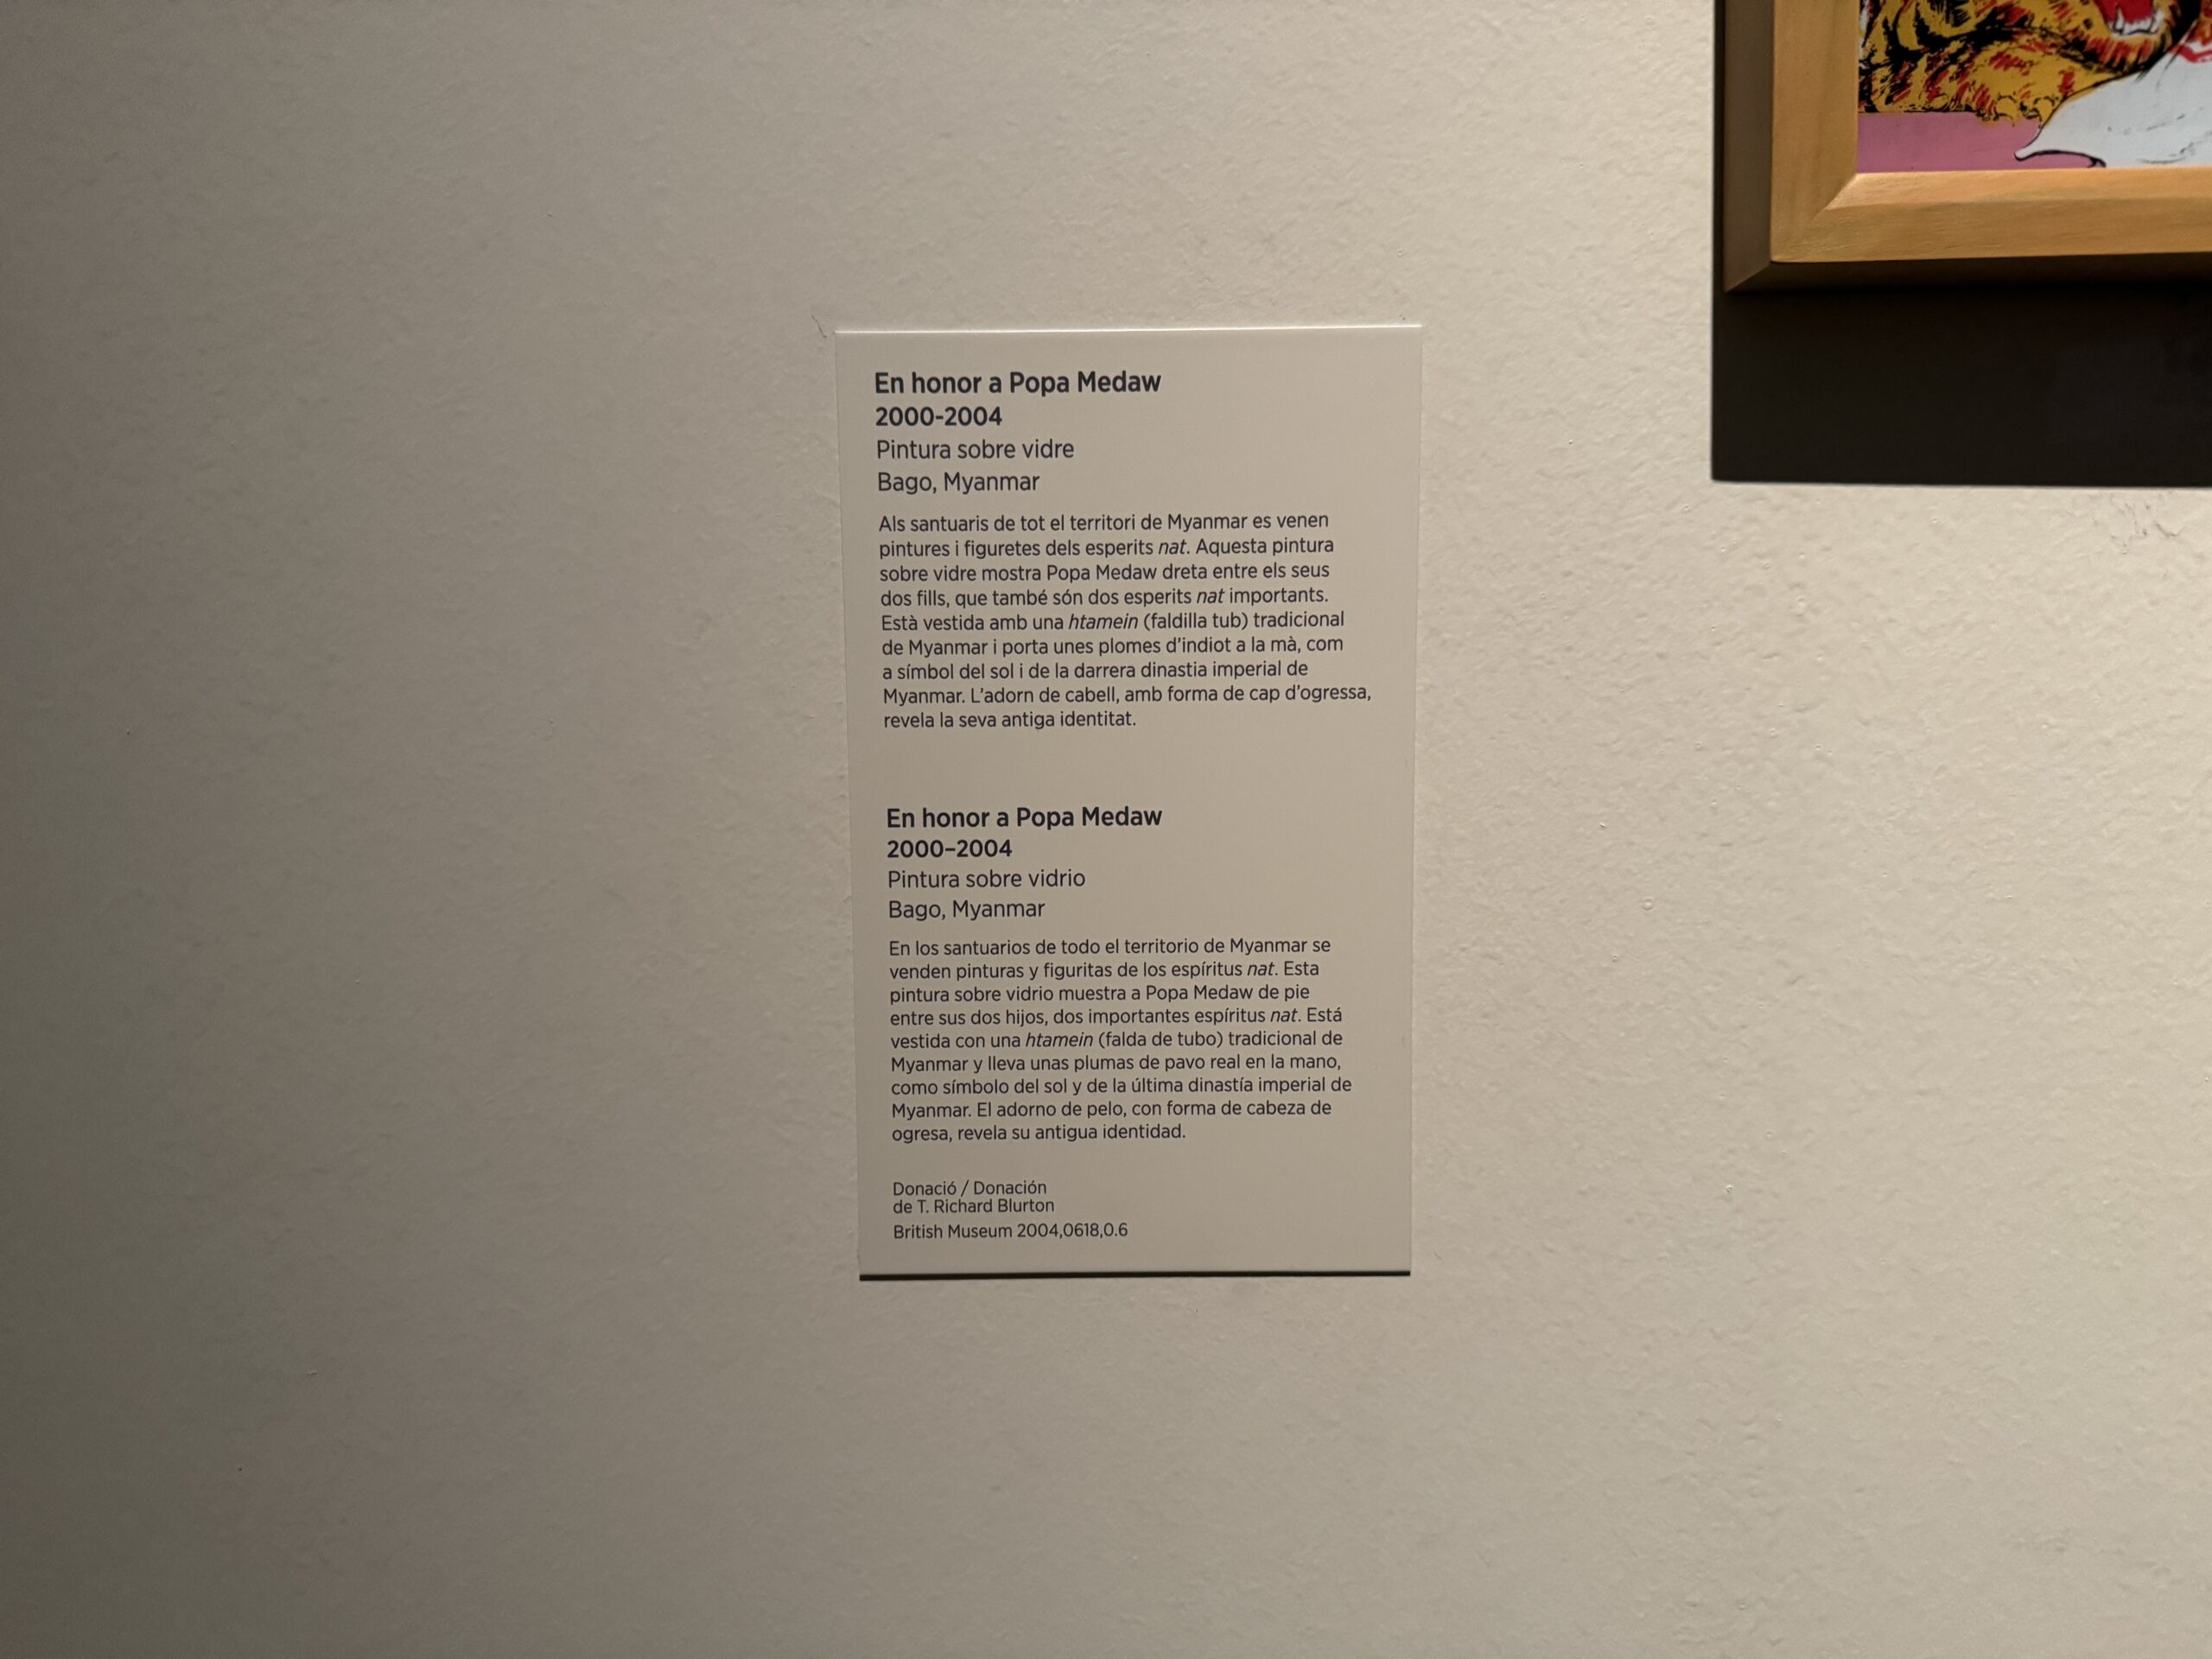 En honor a Popa Medaw
2000-2004
Pintura sobre vidre
Bago, Myanmar
Als santuaris de tot el territori de Myanmar es venen
pintures i figuretes dels esperits nat. Aquesta pintura
sobre vidre mostra Popa Medaw dreta entre els seus
dos fills, que també són dos esperits nat importants.
Està vestida amb una htamein (faldilla tub) tradicional
de Myanmar i porta unes plomes d'indiot a la mà, com
a símbol del sol i de la darrera dinastia imperial de
Myanmar. L'adorn de cabell, amb forma de cap d'ogressa,
revela la seva antiga identitat.
En honor a Popa Medaw
2000–2004
Pintura sobre vidrio
Bago, Myanmar
En los santuarios de todo el territorio de Myanmar se
venden pinturas y figuritas de los espíritus nat. Esta
pintura sobre vidrio muestra a Popa Medaw de pie
entre sus dos hijos, dos importantes espíritus nat. Está
vestida con una htamein (falda de tubo) tradicional de
Myanmar y lleva unas plumas de pavo real en la mano,
como símbolo del sol y de la última dinastía imperial de
Myanmar. El adorno de pelo, con forma de cabeza de
ogresa, revela su antigua identidad.
Donació / Donación
de T. Richard Blurton
British Museum 2004,0618,0.6